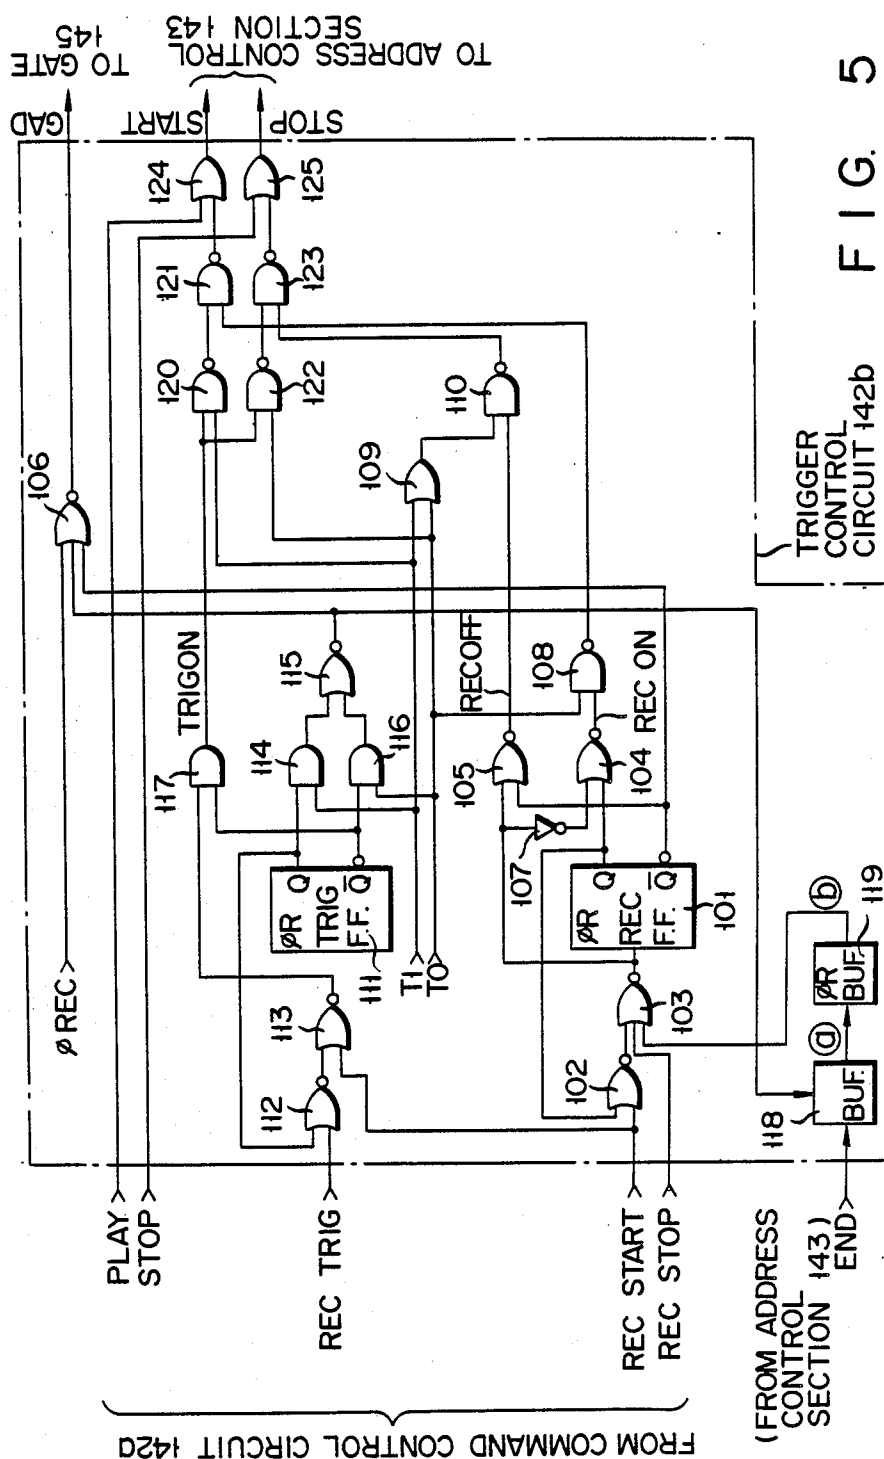 FROM COMMAND CONTROL CIRCUIT 142a
PLAY
STOP
REC TRIG
REC START
REC STOP
(FROM ADDRESS
CONTROL
SECTION 143)
END
ØREC
112
113
102
103
118
BUF.
ⓐ
ØR
BUF.
119
ⓑ
ØR
TRIG
F.F.
Q
Q̅
111
T1
T0
ØR
REC
F.F.
Q
Q̅
101
107
117
114
116
115
105
104
108
TRIGON
RECOFF
REC ON
106
109
110
120
122
121
123
124
125
GAD
START
STOP
TO GATE
145
TO ADDRESS CONTROL
SECTION 143
TRIGGER
CONTROL
CIRCUIT 142b
FIG. 5